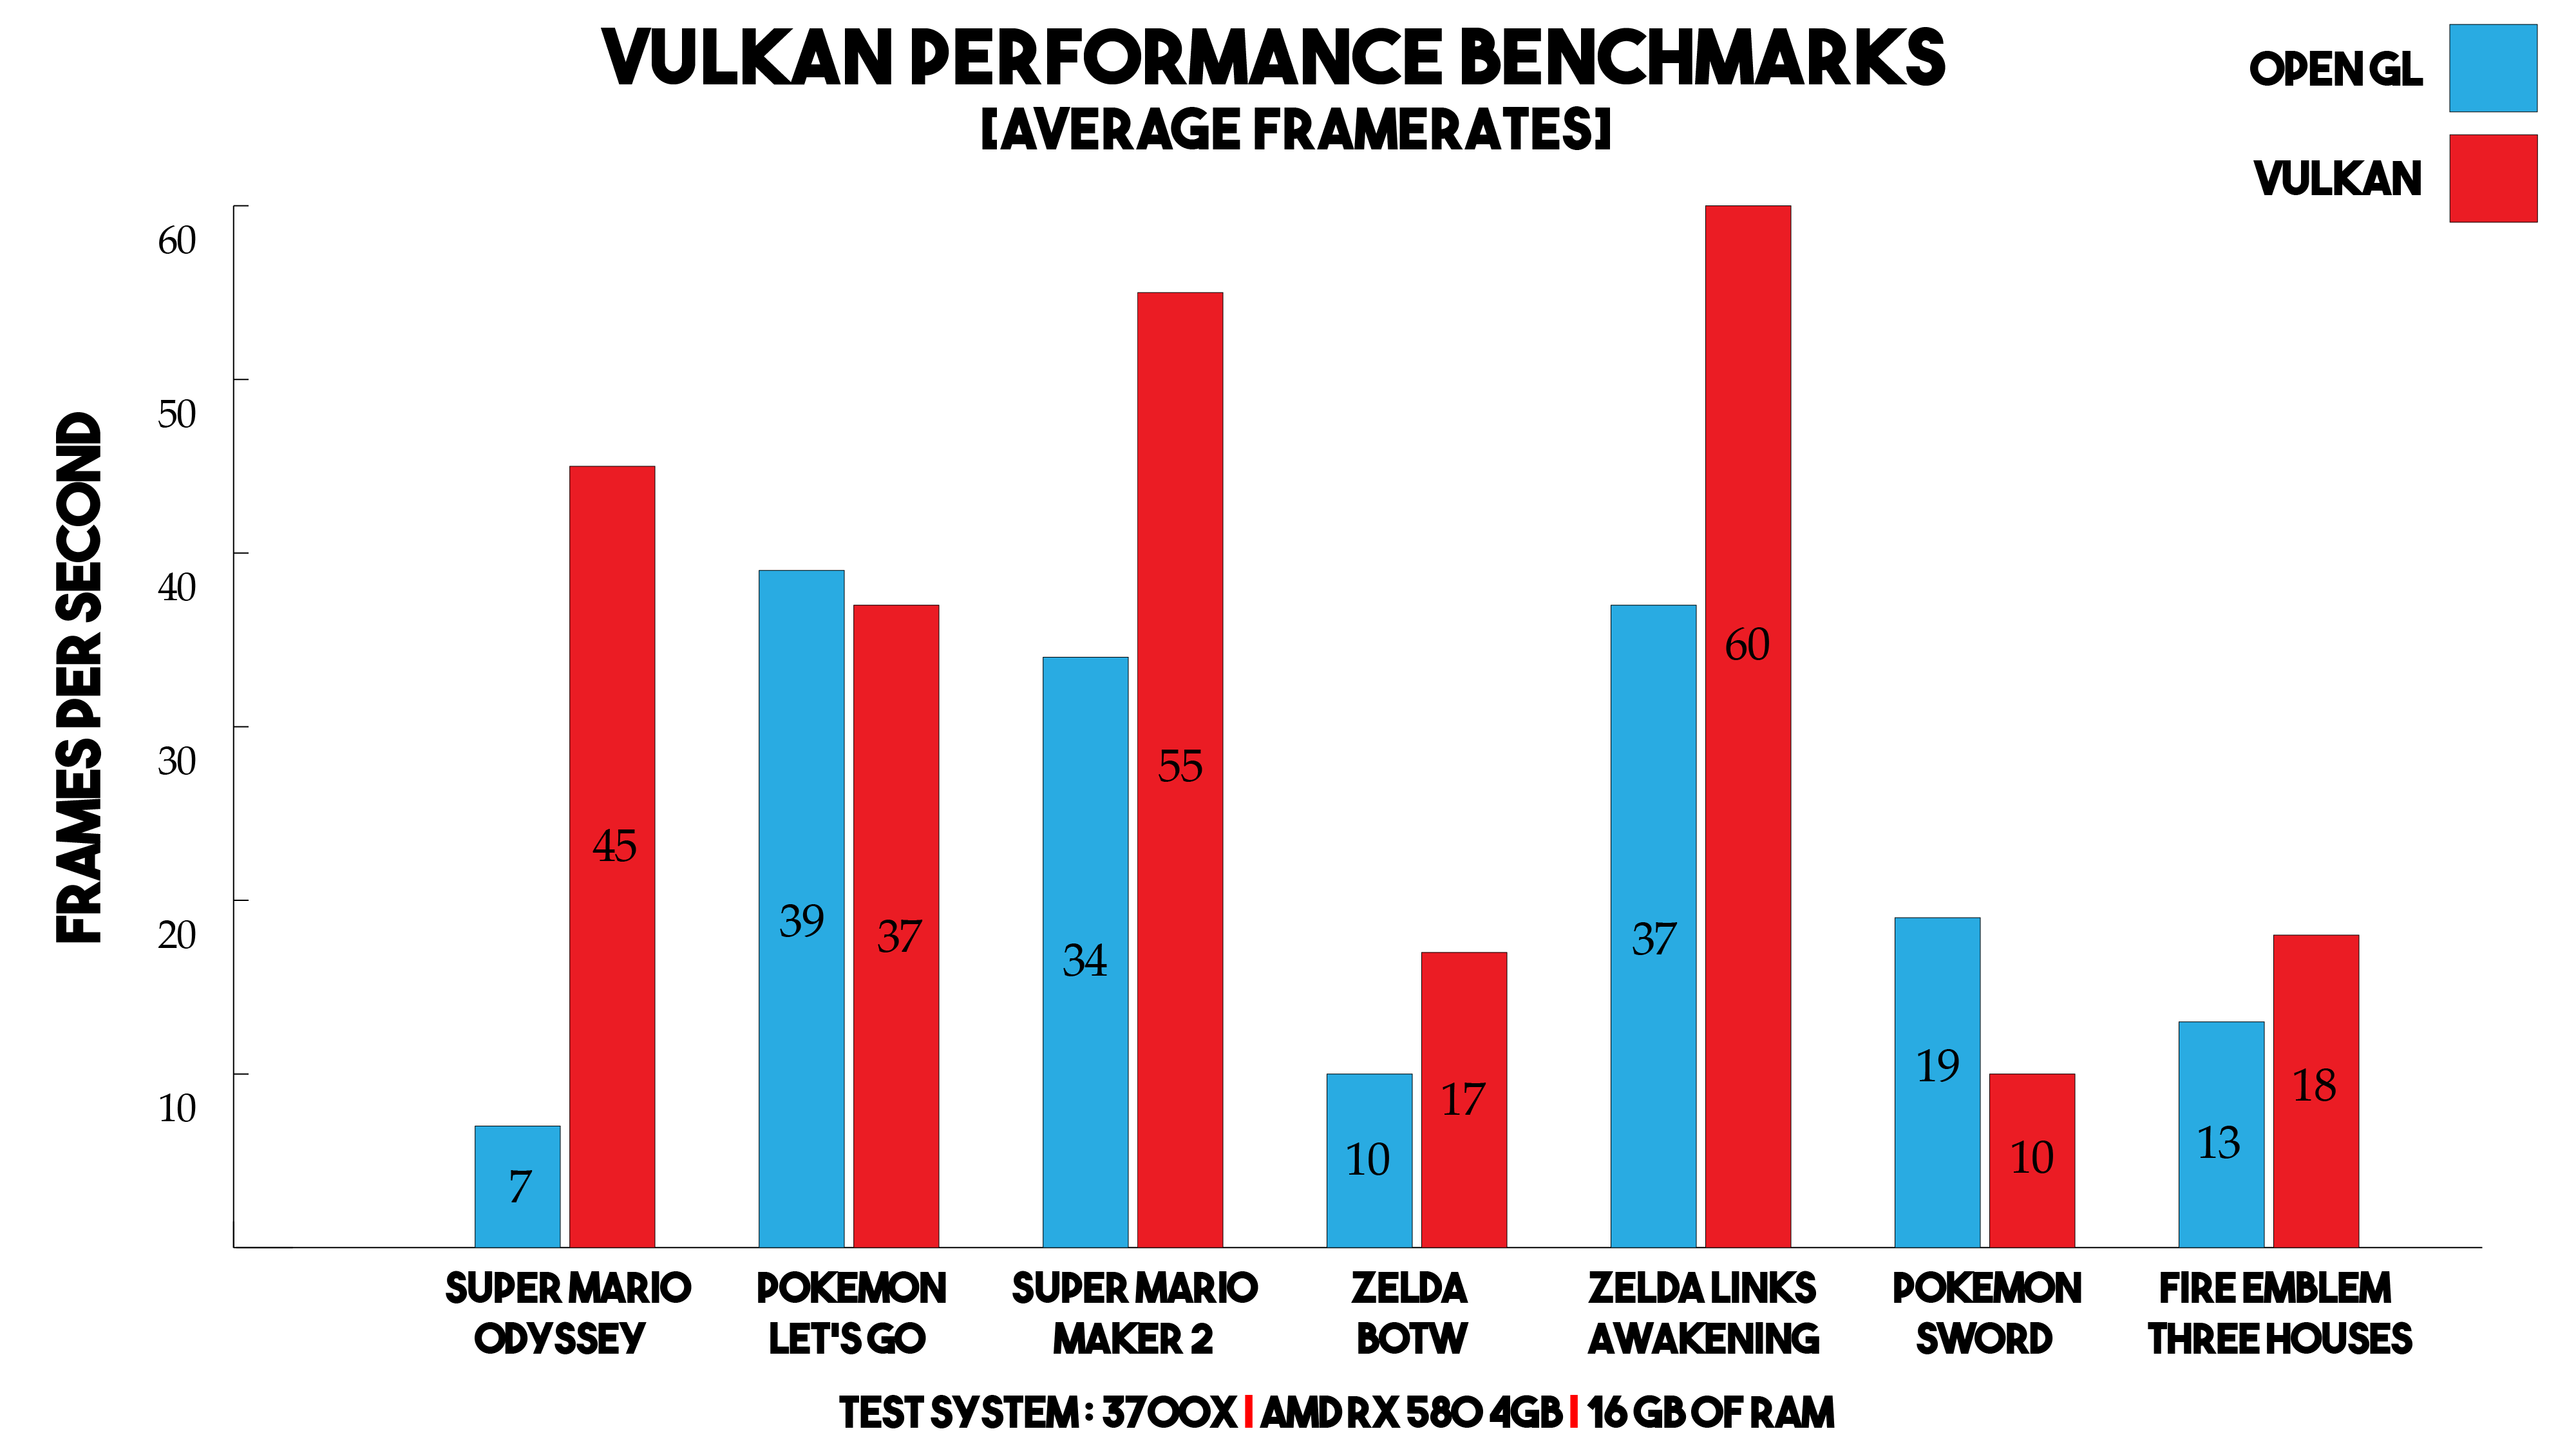 VULKAN PERFORMANCE BENCHMARKS
[AVERAGE FRAMERATES]
OPEN GL
VULKAN
FRAMES PER SECOND
60
50
40
30
20
10
7
45
39
37
34
55
10
17
37
60
19
10
13
18
SUPER MARIO
ODYSSEY
POKEMON
LET'S GO
SUPER MARIO
MAKER 2
ZELDA
BOTW
ZELDA LINKS
AWAKENING
POKEMON
SWORD
FIRE EMBLEM
THREE HOUSES
TEST SYSTEM : 3700X | AMD RX 580 4GB | 16 GB OF RAM